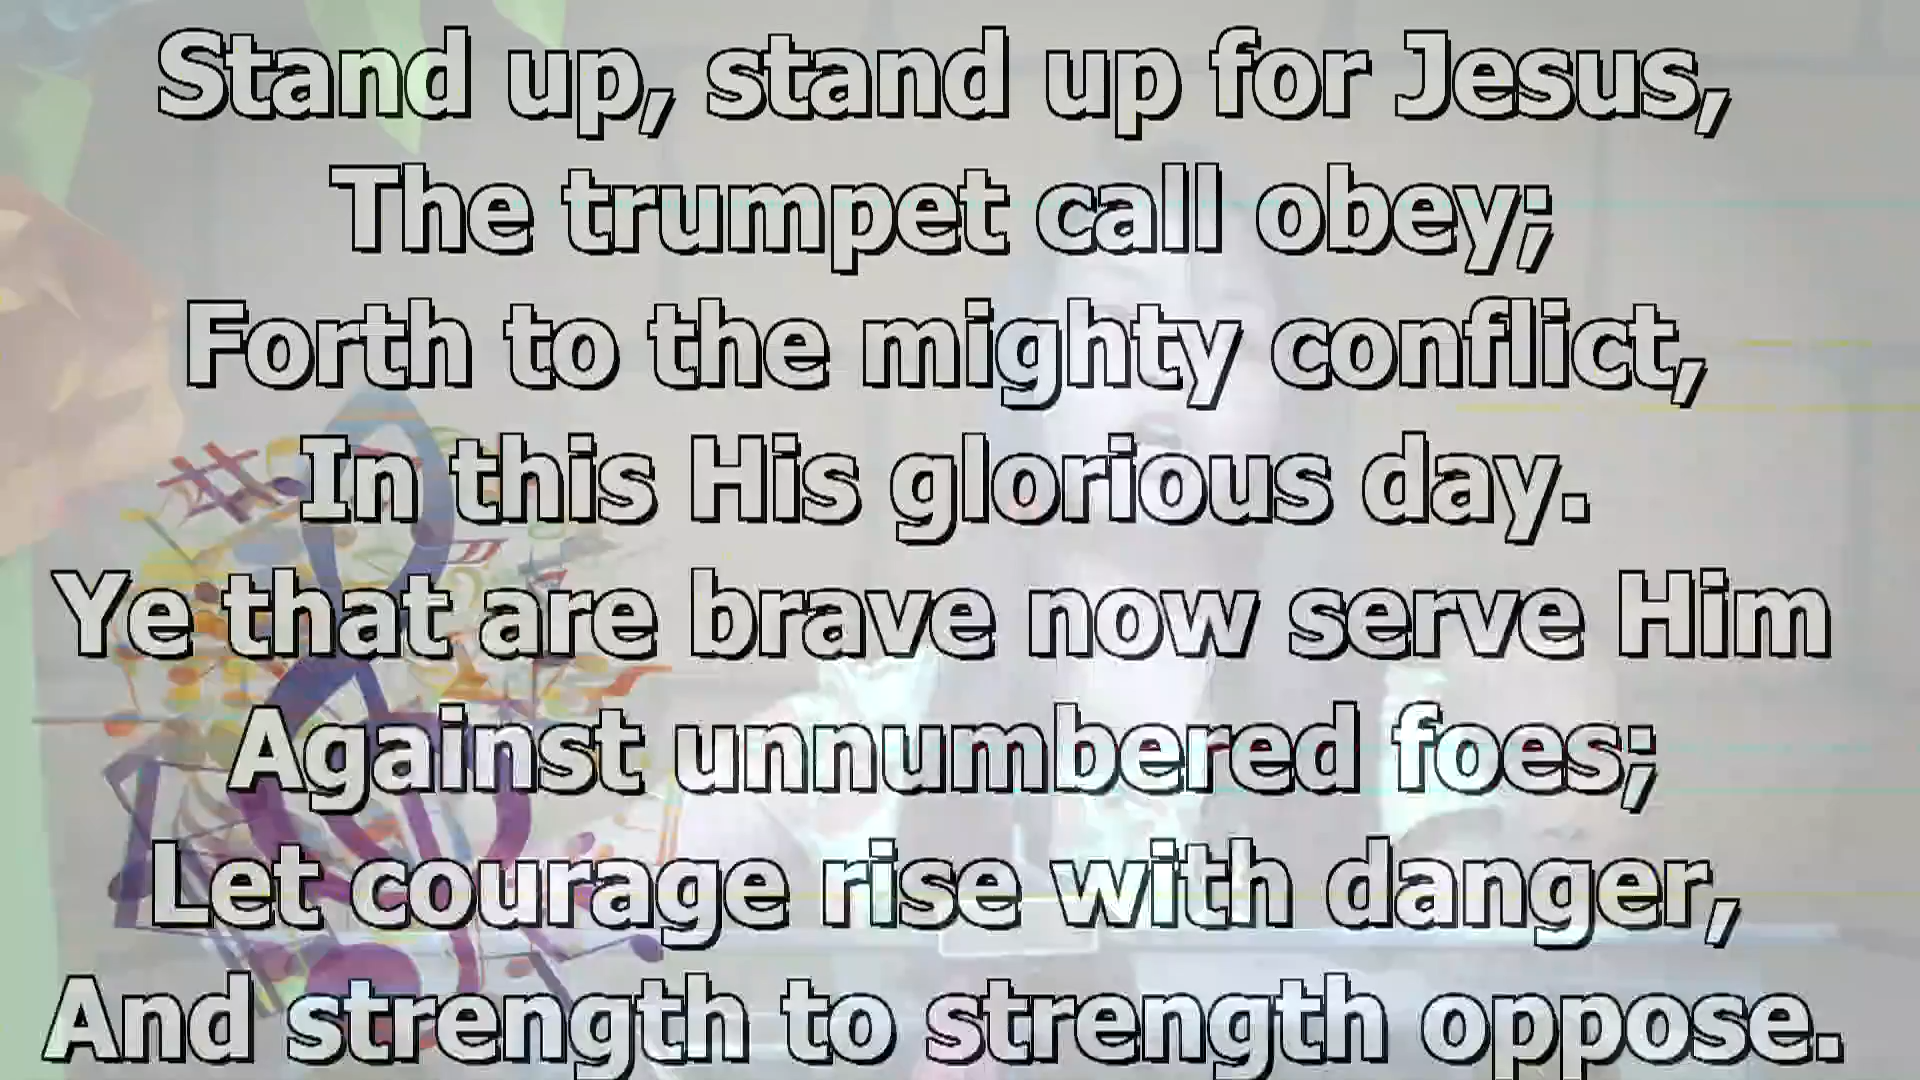 Stand up, stand up for Jesus,
The trumpet call obey;
Forth to the mighty conflict,
In this His glorious day.
Ye that are brave now serve Him
Against unnumbered foes;
Let courage rise with danger,
And strength to strength oppose.